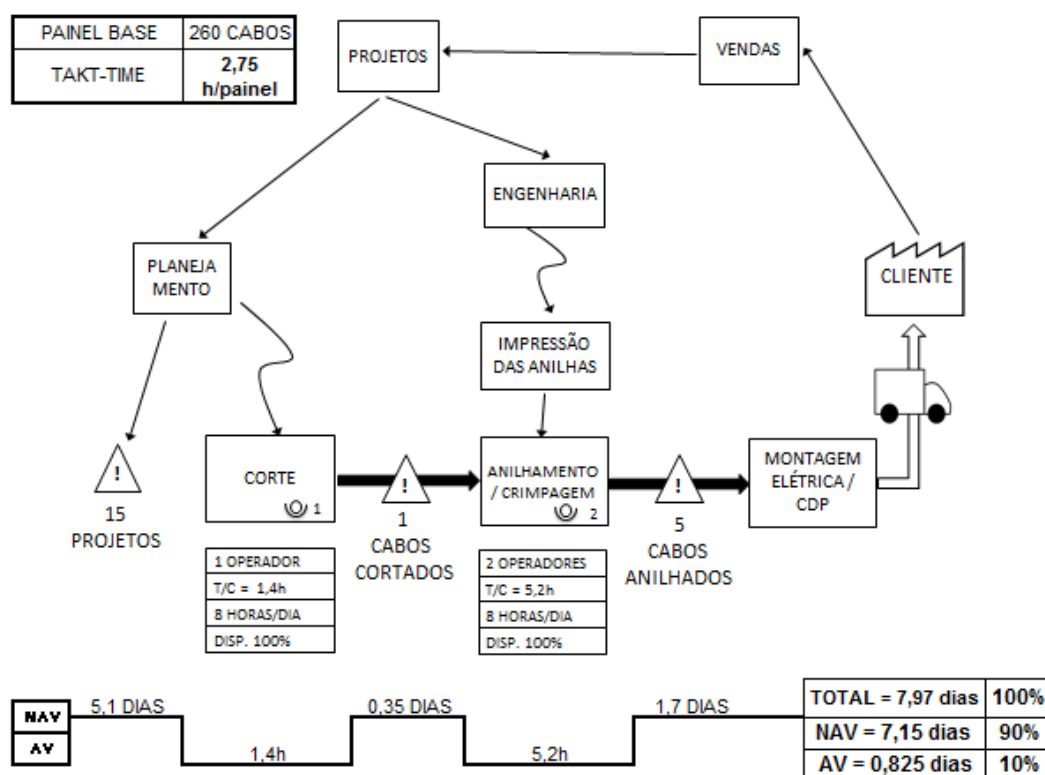 PAINEL BASE 260 CABOS
TAKT-TIME 2,75
h/painel
PROJETOS
VENDAS
ENGENHARIA
PLANEJA
MENTO
CLIENTE
IMPRESSÃO
DAS ANILHAS
!
15
PROJETOS
CORTE
1
!
1
CABOS
CORTADOS
ANILHAMENTO
/ CRIMPAGEM
2
!
5
CABOS
ANILHADOS
MONTAGEM
ELÉTRICA /
CDP
1 OPERADOR
T/C = 1,4h
8 HORAS/DIA
DISP. 100%
2 OPERADORES
T/C = 5,2h
8 HORAS/DIA
DISP. 100%
NAV
AV
5,1 DIAS
1,4h
0,35 DIAS
5,2h
1,7 DIAS
TOTAL = 7,97 dias 100%
NAV = 7,15 dias 90%
AV = 0,825 dias 10%